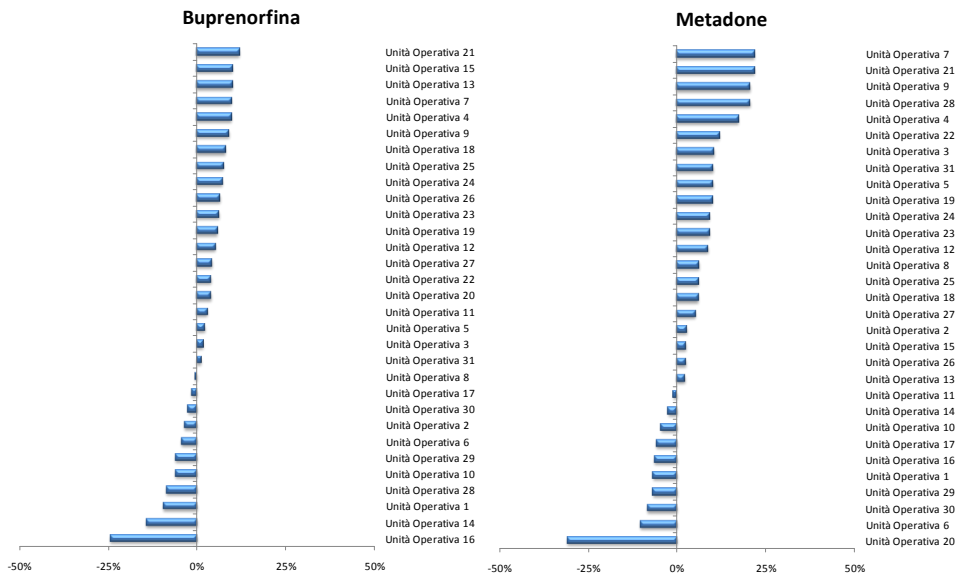 Buprenorfina
Unità Operativa 21
Unità Operativa 15
Unità Operativa 13
Unità Operativa 7
Unità Operativa 4
Unità Operativa 9
Unità Operativa 18
Unità Operativa 25
Unità Operativa 24
Unità Operativa 26
Unità Operativa 23
Unità Operativa 19
Unità Operativa 12
Unità Operativa 27
Unità Operativa 22
Unità Operativa 20
Unità Operativa 11
Unità Operativa 5
Unità Operativa 3
Unità Operativa 31
Unità Operativa 8
Unità Operativa 17
Unità Operativa 30
Unità Operativa 2
Unità Operativa 6
Unità Operativa 29
Unità Operativa 10
Unità Operativa 28
Unità Operativa 1
Unità Operativa 14
Unità Operativa 16
-50% -25% 0% 25% 50%
Metadone
Unità Operativa 7
Unità Operativa 21
Unità Operativa 9
Unità Operativa 28
Unità Operativa 4
Unità Operativa 22
Unità Operativa 3
Unità Operativa 31
Unità Operativa 5
Unità Operativa 19
Unità Operativa 24
Unità Operativa 23
Unità Operativa 12
Unità Operativa 8
Unità Operativa 25
Unità Operativa 18
Unità Operativa 27
Unità Operativa 2
Unità Operativa 15
Unità Operativa 26
Unità Operativa 13
Unità Operativa 11
Unità Operativa 14
Unità Operativa 10
Unità Operativa 17
Unità Operativa 16
Unità Operativa 1
Unità Operativa 29
Unità Operativa 30
Unità Operativa 6
Unità Operativa 20
-50% -25% 0% 25% 50%